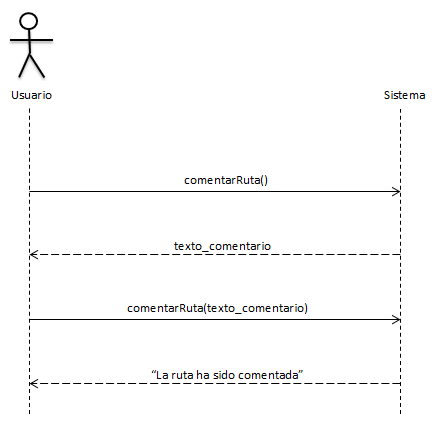 Usuario
Sistema
comentarRuta()
texto_comentario
comentarRuta(texto_comentario)
“La ruta ha sido comentada”